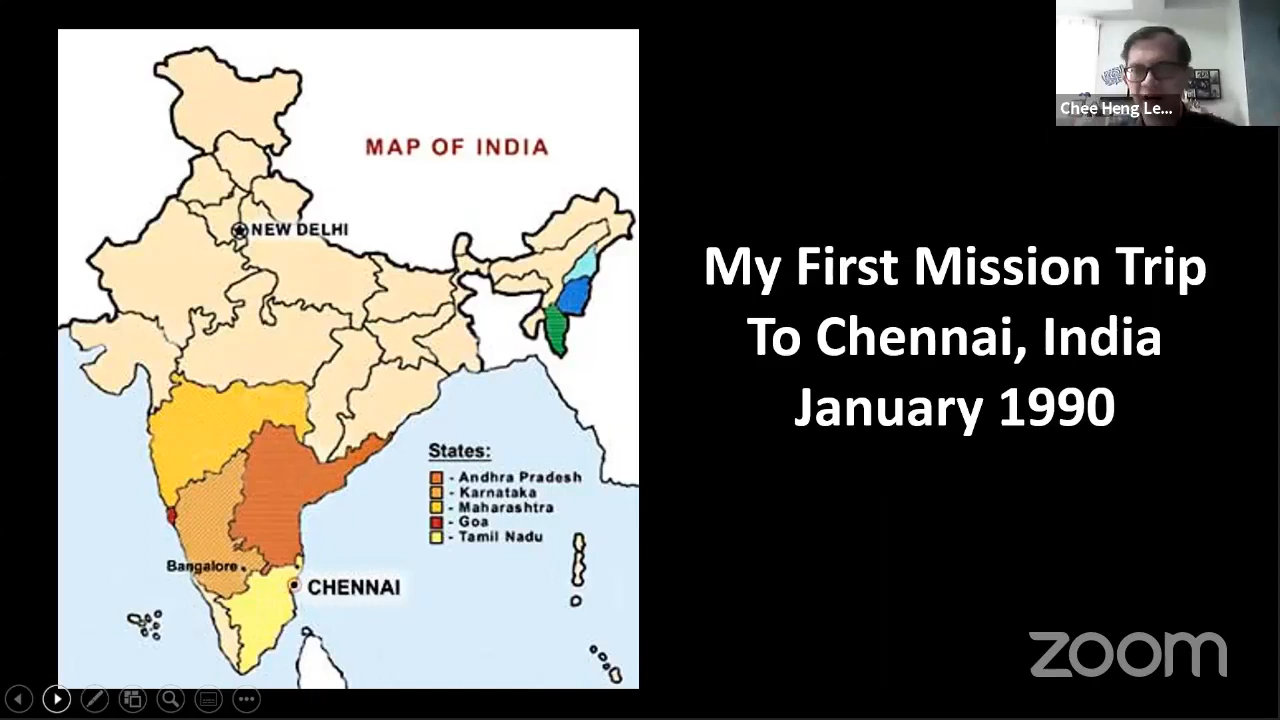 Chee Heng Le...
MAP OF INDIA
NEW DELHI
My First Mission Trip
To Chennai, India
January 1990
States:
- Andhra Pradesh
- Karnataka
- Maharashtra
- Goa
- Tamil Nadu
Bangalore
CHENNAI
zoom